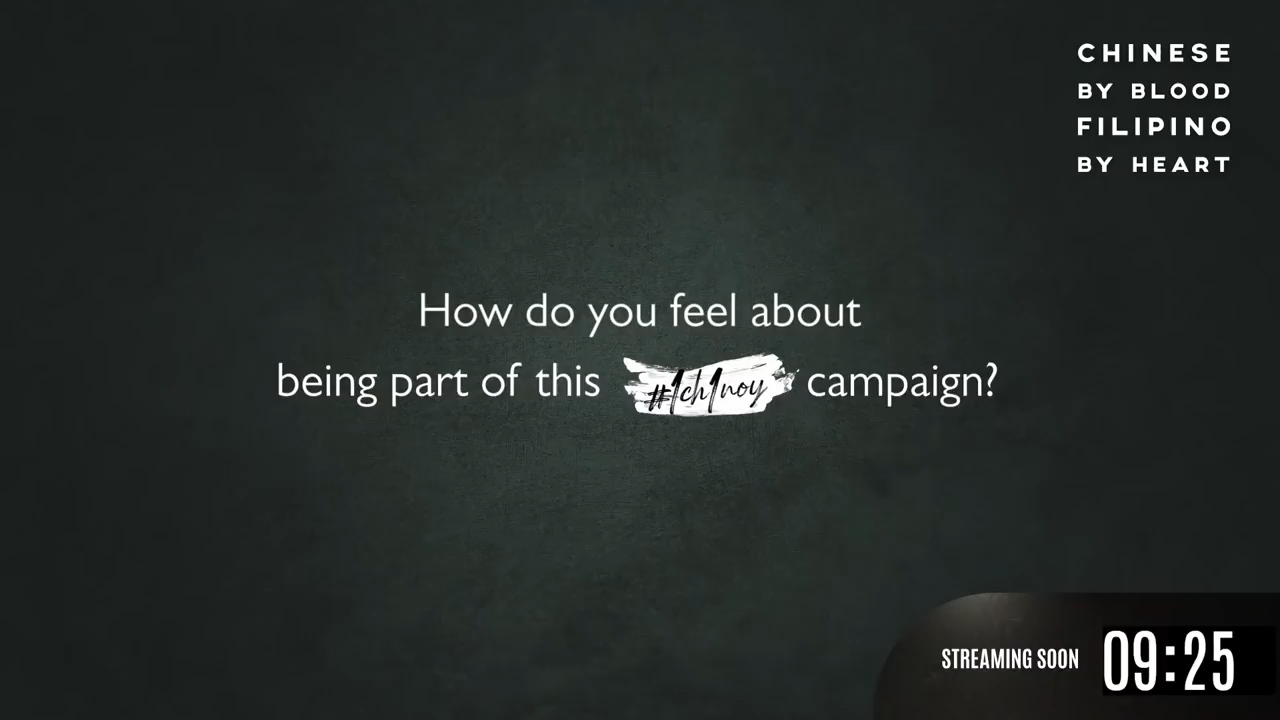 CHINESE
BY BLOOD
FILIPINO
BY HEART
How do you feel about
being part of this #1ch1noy campaign?
STREAMING SOON 09:25